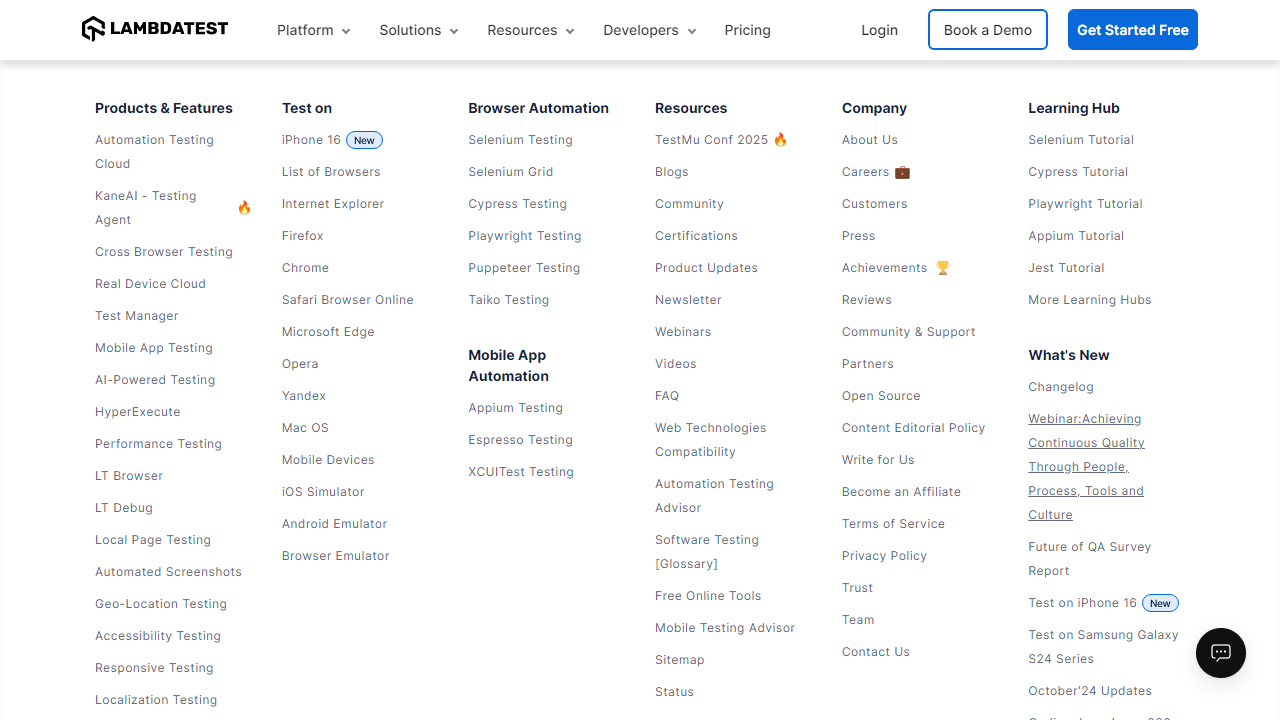 LAMBDATEST
Platform
Solutions
Resources
Developers
Pricing
Login
Book a Demo
Get Started Free
Products & Features
Automation Testing
Cloud
KaneAI - Testing
Agent
Cross Browser Testing
Real Device Cloud
Test Manager
Mobile App Testing
AI-Powered Testing
HyperExecute
Performance Testing
LT Browser
LT Debug
Local Page Testing
Automated Screenshots
Geo-Location Testing
Accessibility Testing
Responsive Testing
Localization Testing
Test on
iPhone 16 New
List of Browsers
Internet Explorer
Firefox
Chrome
Safari Browser Online
Microsoft Edge
Opera
Yandex
Mac OS
Mobile Devices
iOS Simulator
Android Emulator
Browser Emulator
Browser Automation
Selenium Testing
Selenium Grid
Cypress Testing
Playwright Testing
Puppeteer Testing
Taiko Testing
Mobile App
Automation
Appium Testing
Espresso Testing
XCUITest Testing
Resources
TestMu Conf 2025
Blogs
Community
Certifications
Product Updates
Newsletter
Webinars
Videos
FAQ
Web Technologies
Compatibility
Automation Testing
Advisor
Software Testing
[Glossary]
Free Online Tools
Mobile Testing Advisor
Sitemap
Status
Company
About Us
Careers
Customers
Press
Achievements
Reviews
Community & Support
Partners
Open Source
Content Editorial Policy
Write for Us
Become an Affiliate
Terms of Service
Privacy Policy
Trust
Team
Contact Us
Learning Hub
Selenium Tutorial
Cypress Tutorial
Playwright Tutorial
Appium Tutorial
Jest Tutorial
More Learning Hubs
What's New
Changelog
Webinar:Achieving
Continuous Quality
Through People,
Process, Tools and
Culture
Future of QA Survey
Report
Test on iPhone 16 New
Test on Samsung Galaxy
S24 Series
October'24 Updates